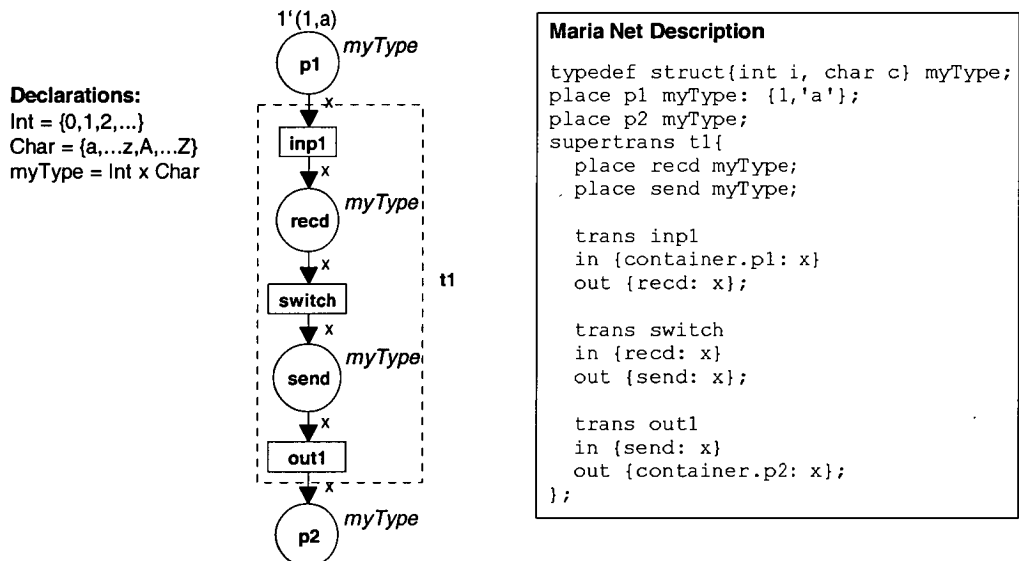 Declarations:
Int = {0,1,2,...}
Char = {a,...z,A,...Z}
myType = Int x Char
1‘(1,a)
myType
p1
x
inp1
x
myType
recd
x
t1
switch
x
myType
send
x
out1
x
myType
p2
Maria Net Description
typedef struct{int i, char c} myType;
place p1 myType: {1,'a'};
place p2 myType;
supertrans t1{
place recd myType;
place send myType;
trans inp1
in {container.p1: x}
out {recd: x};
trans switch
in {recd: x}
out {send: x};
trans out1
in {send: x}
out {container.p2: x};
};